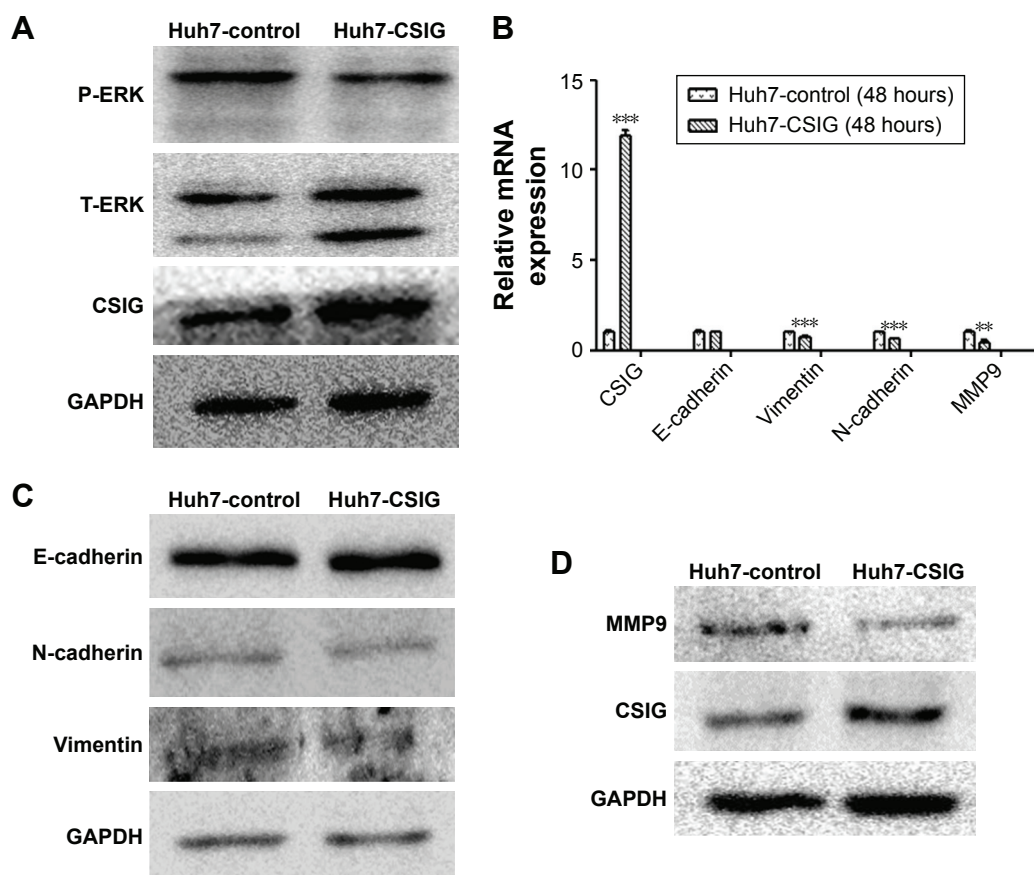 A
Huh7-control Huh7-CSIG
P-ERK
T-ERK
CSIG
GAPDH
B
Relative mRNA
expression
15
10
5
0
Huh7-control (48 hours)
Huh7-CSIG (48 hours)
***
***
***
**
CSIG
E-cadherin
Vimentin
N-cadherin
MMP9
C
Huh7-control Huh7-CSIG
E-cadherin
N-cadherin
Vimentin
GAPDH
D
Huh7-control Huh7-CSIG
MMP9
CSIG
GAPDH